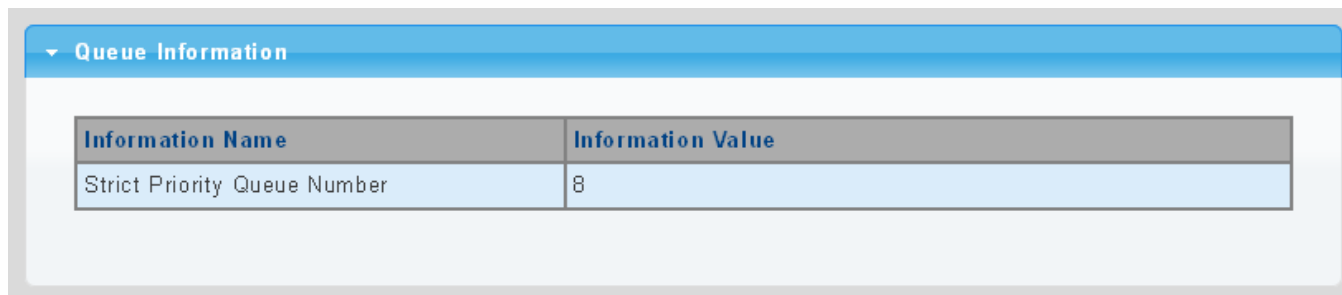 Queue Information
Information Name Information Value
Strict Priority Queue Number 8